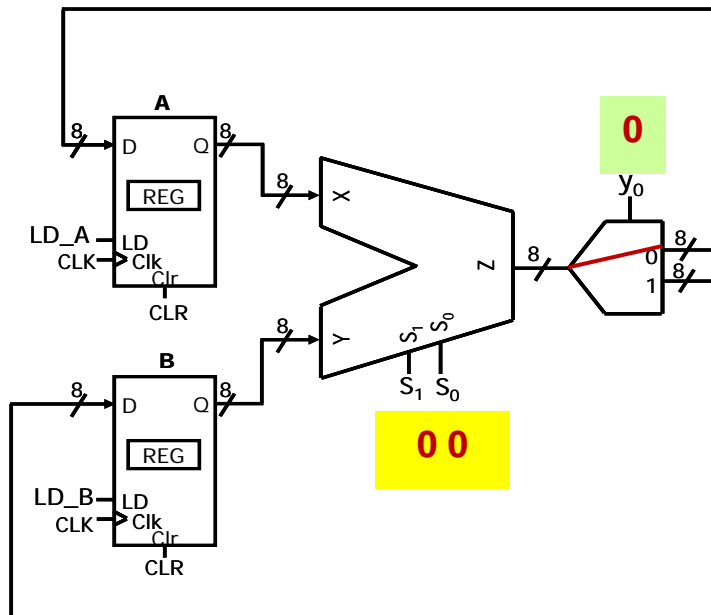 A
8
D
Q
8
REG
LD_A
LD
CLK
Clk
Clr
CLR
8
X
Y
Z
S1
S0
S1
S0
0 0
8
0
y0
0
8
1
8
B
8
D
Q
8
8
REG
LD_B
LD
CLK
Clk
Clr
CLR